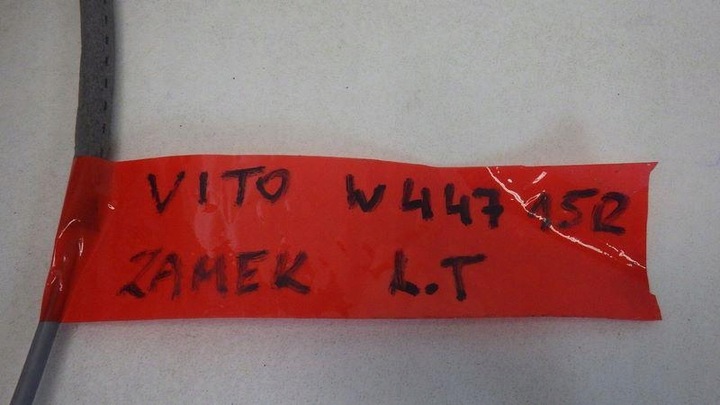 VITO W447 15R
ZAMEK L.T